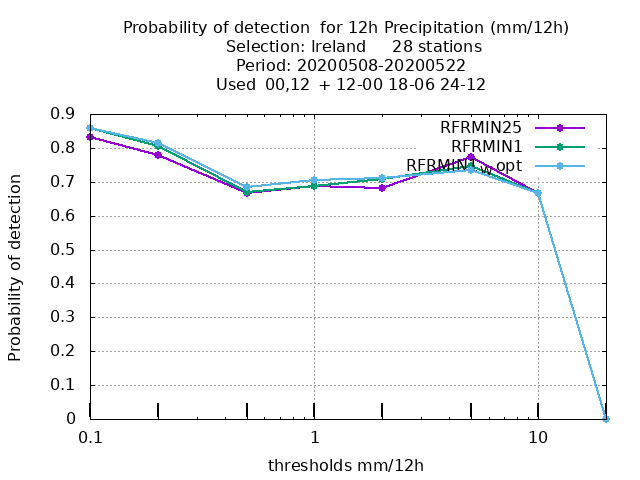 Probability of detection  for 12h Precipitation (mm/12h)
Selection: Ireland     28 stations
Period: 20200508-20200522
Used  00,12  + 12-00 18-06 24-12
RFRMIN25
RFRMIN1
RFRMIN1_w_opt
Probability of detection
0.9
0.8
0.7
0.6
0.5
0.4
0.3
0.2
0.1
0
0.1
1
10
thresholds mm/12h